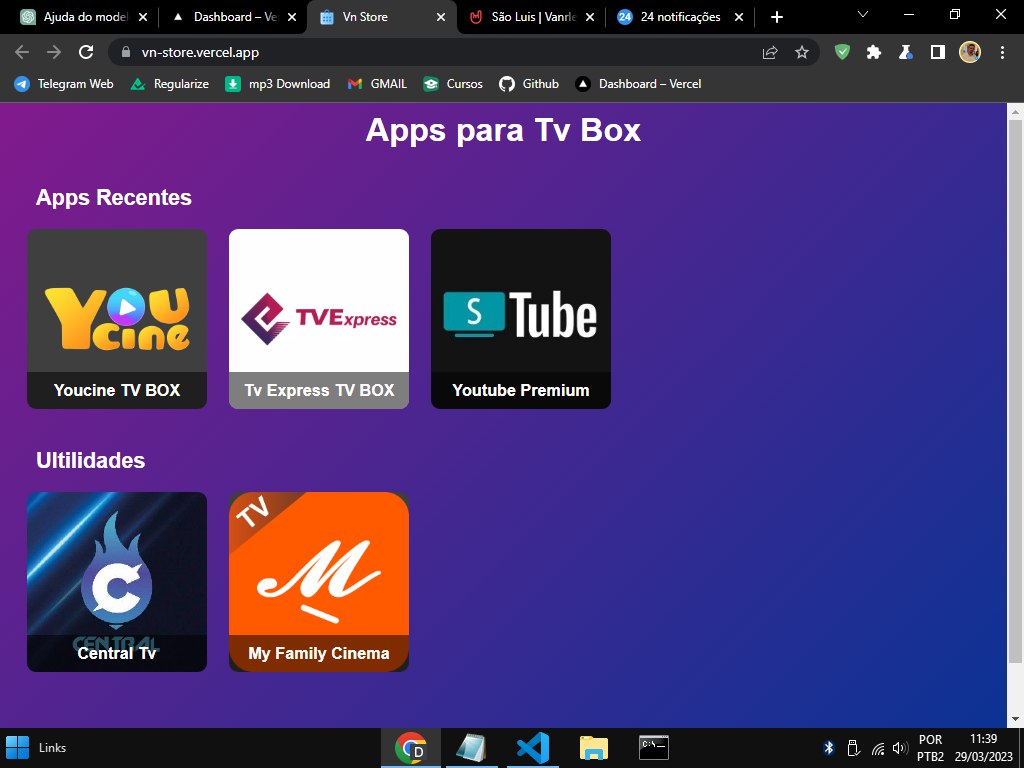 Ajuda do model
Dashboard – Ve
Vn Store
São Luis | Vanrle
24
24 notificações
vn-store.vercel.app
Telegram Web
Regularize
mp3 Download
GMAIL
Cursos
Github
Dashboard – Vercel
Apps para Tv Box
Apps Recentes
YouCine
TVExpress
S Tube
Youcine TV BOX
Tv Express TV BOX
Youtube Premium
Ultilidades
C
CENTRAL
TV
M
Central Tv
My Family Cinema
Links
D
C:\
POR
PTB2
11:39
29/03/2023